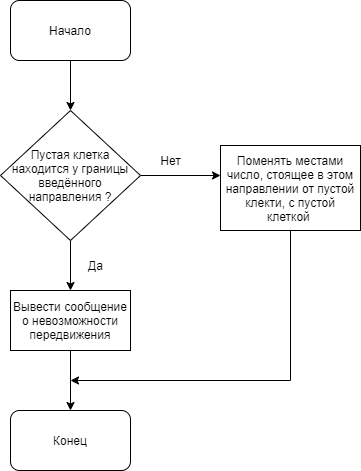 Начало
Пустая клетка
находится у границы
введённого
направления ?
Нет
Поменять местами
число, стоящее в этом
направлении от пустой
клекти, с пустой
клеткой
Да
Вывести сообщение
о невозможности
передвижения
Конец